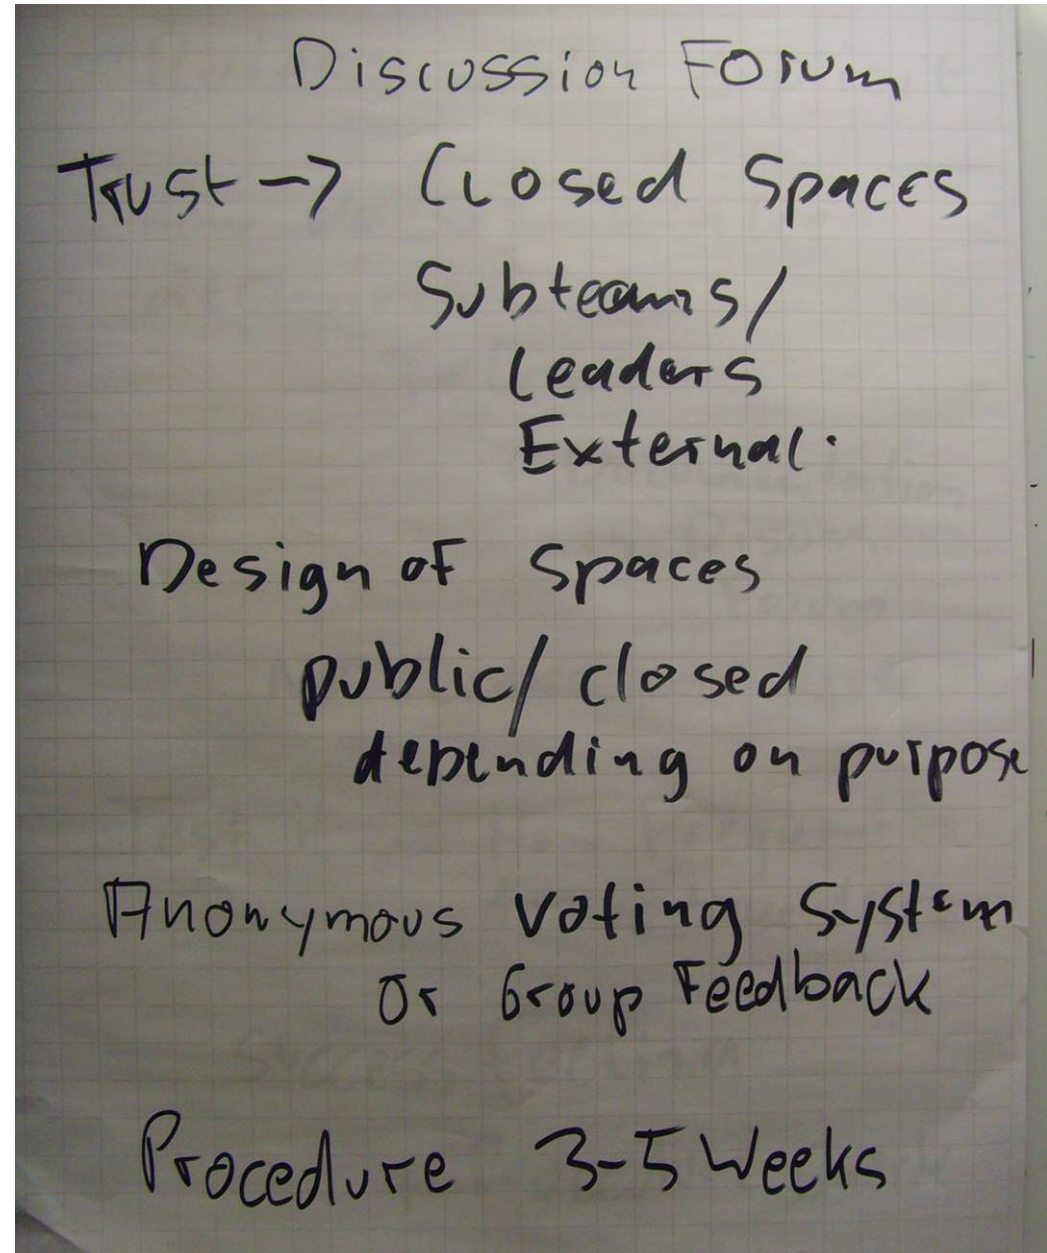 Discussion Forum
Trust -> Closed Spaces
Subteams/
Leaders
External.
Design of Spaces
public/closed
depending on purpose
Anonymous voting system
Or Group Feedback
Procedure 3-5 Weeks